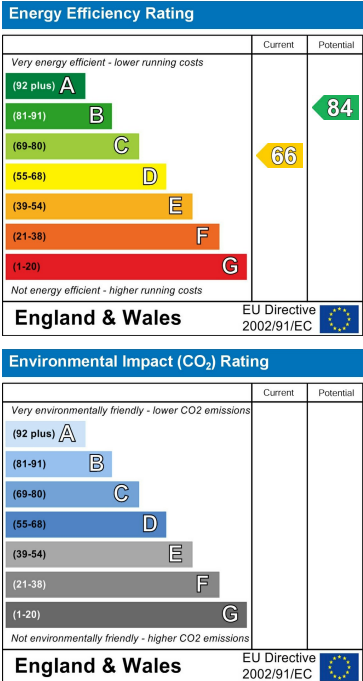 Energy Efficiency Rating
Current Potential
Very energy efficient - lower running costs
(92 plus) A
(81-91) B
84
(69-80) C
66
(55-68) D
(39-54) E
(21-38) F
(1-20) G
Not energy efficient - higher running costs
England & Wales
EU Directive
2002/91/EC
Environmental Impact (CO₂) Rating
Current Potential
Very environmentally friendly - lower CO2 emissions
(92 plus) A
(81-91) B
(69-80) C
(55-68) D
(39-54) E
(21-38) F
(1-20) G
Not environmentally friendly - higher CO2 emissions
England & Wales
EU Directive
2002/91/EC